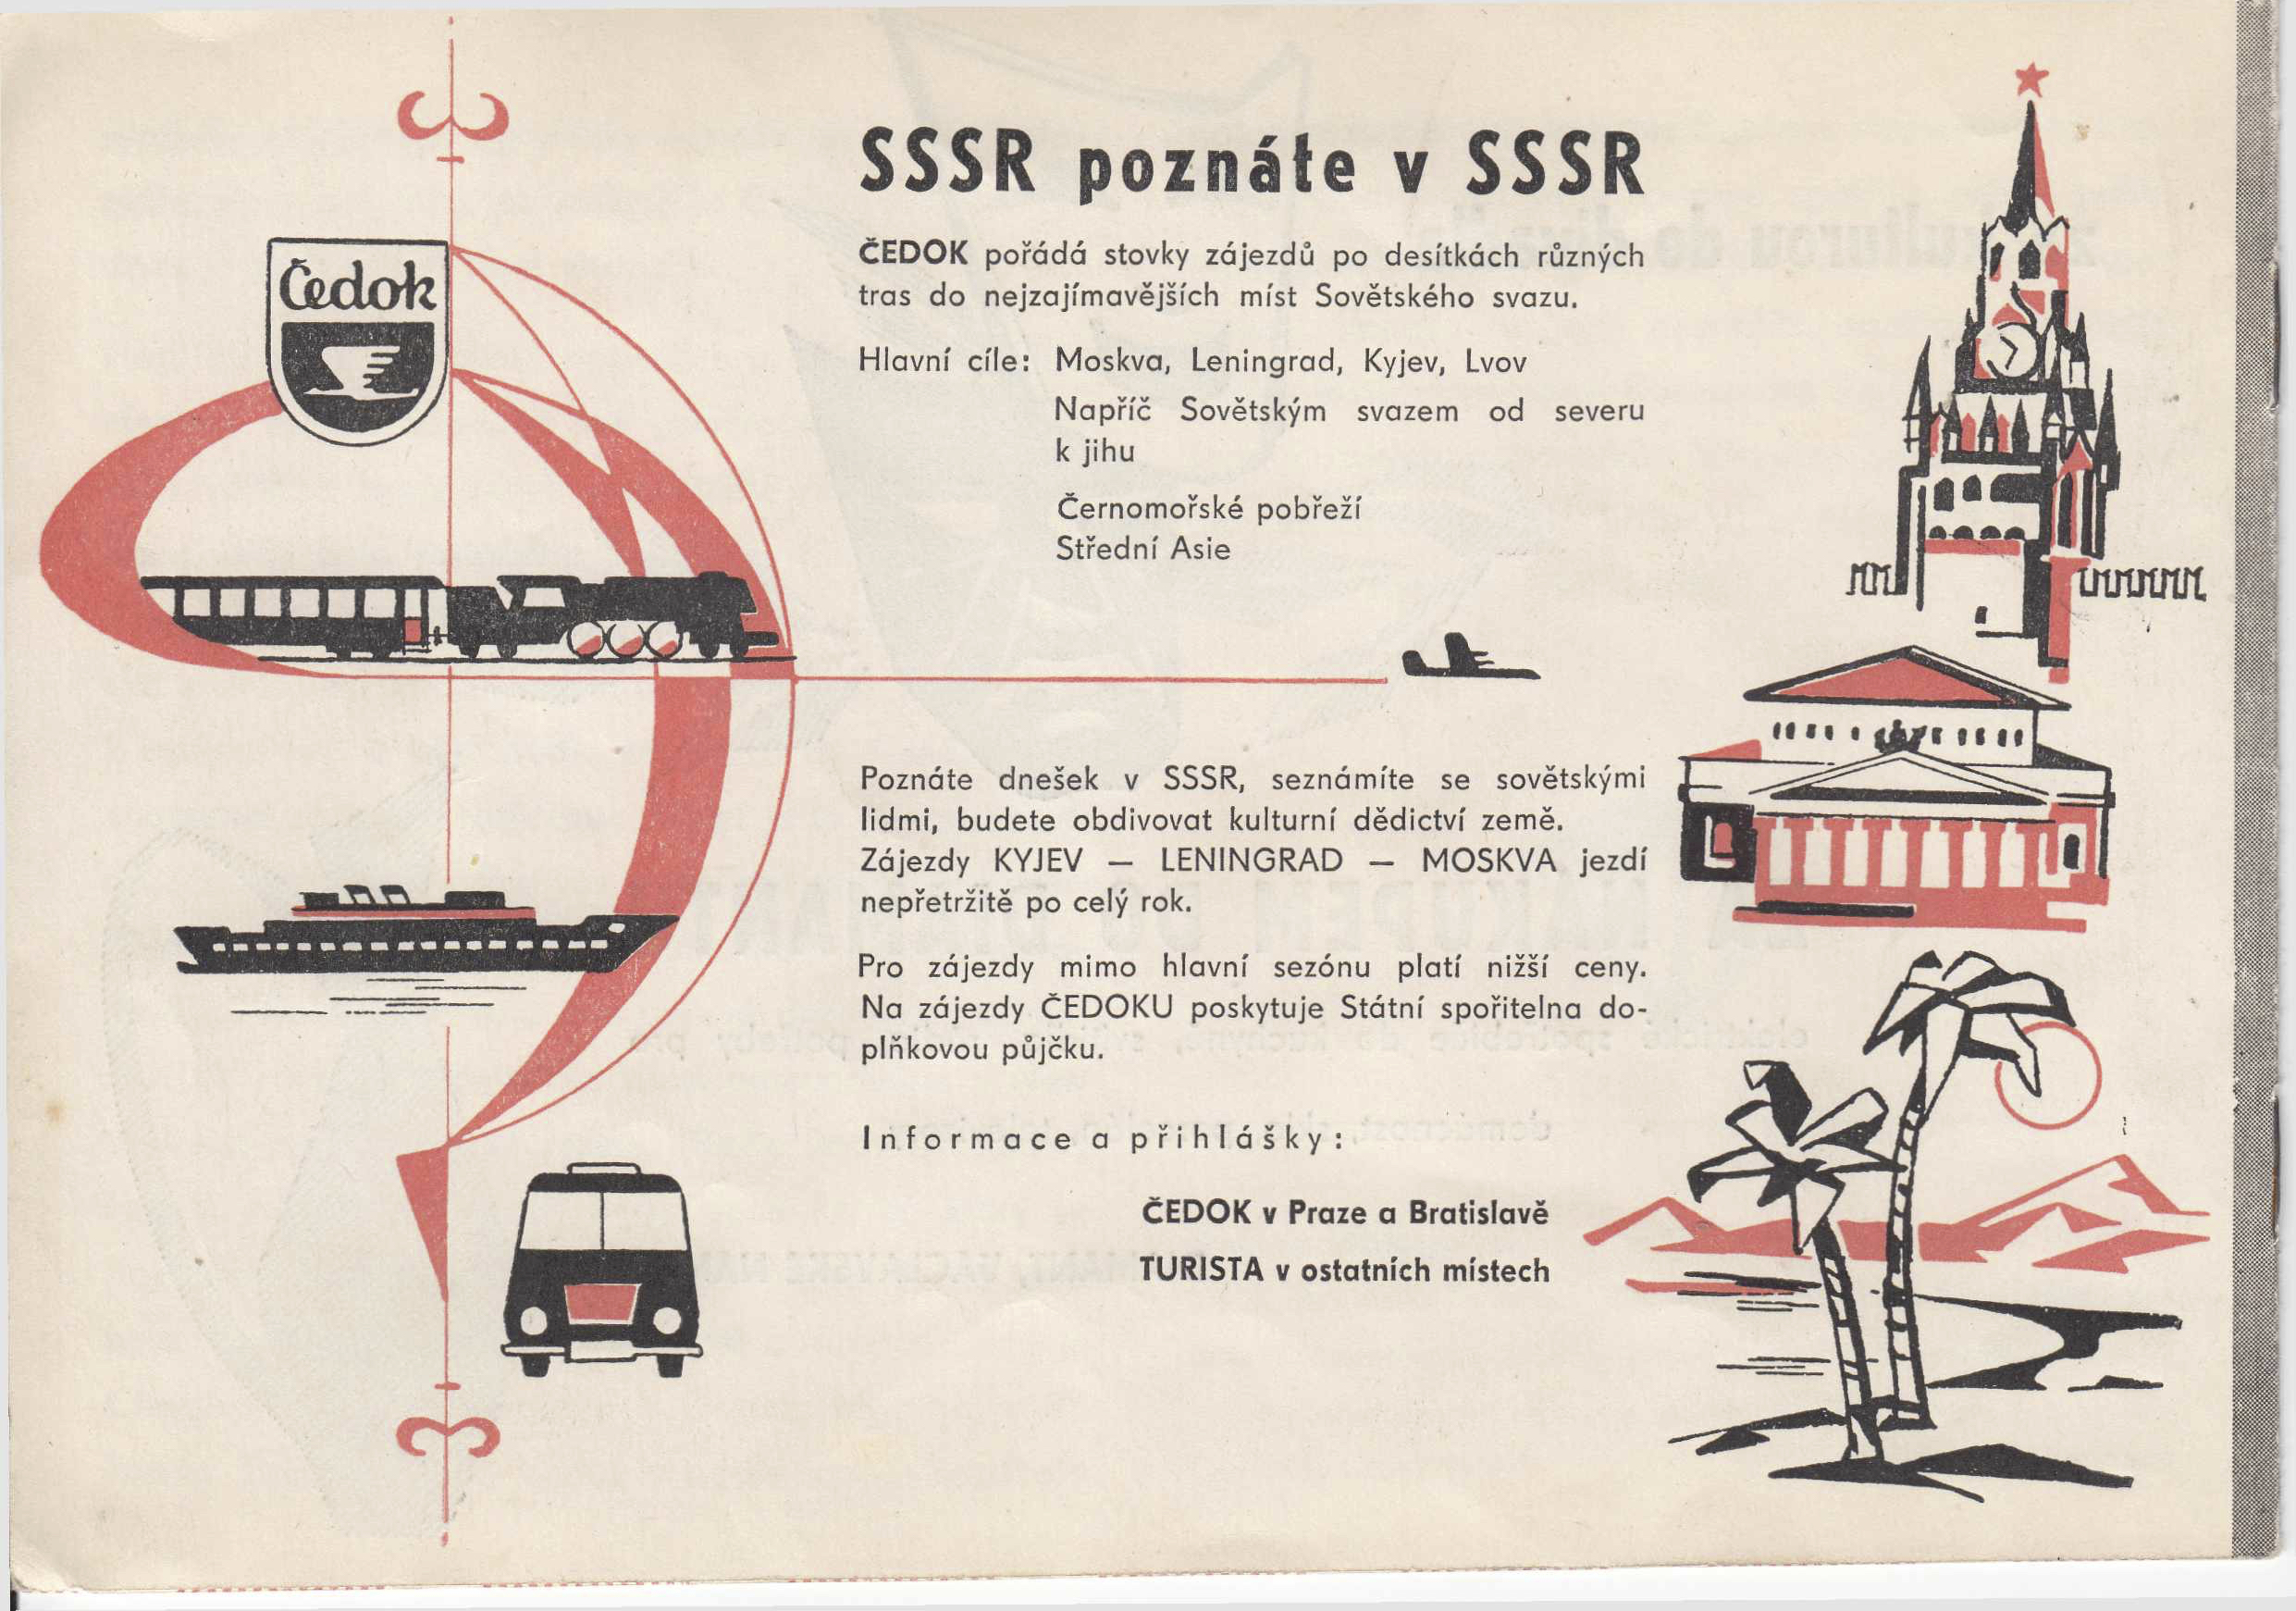 Čedok
SSSR poznáte v SSSR
ČEDOK pořádá stovky zájezdů po desítkách různých
tras do nejzajímavějších míst Sovětského svazu.
Hlavní cíle: Moskva, Leningrad, Kyjev, Lvov
Napříč Sovětským svazem od severu
k jihu
Černomořské pobřeží
Střední Asie
Poznáte dnešek v SSSR, seznámíte se sovětskými
lidmi, budete obdivovat kulturní dědictví země.
Zájezdy KYJEV — LENINGRAD — MOSKVA jezdí
nepřetržitě po celý rok.
Pro zájezdy mimo hlavní sezónu platí nižší ceny.
Na zájezdy ČEDOKU poskytuje Státní spořitelna do-
plňkovou půjčku.
Informace a přihlášky:
ČEDOK v Praze a Bratislavě
TURISTA v ostatních místech